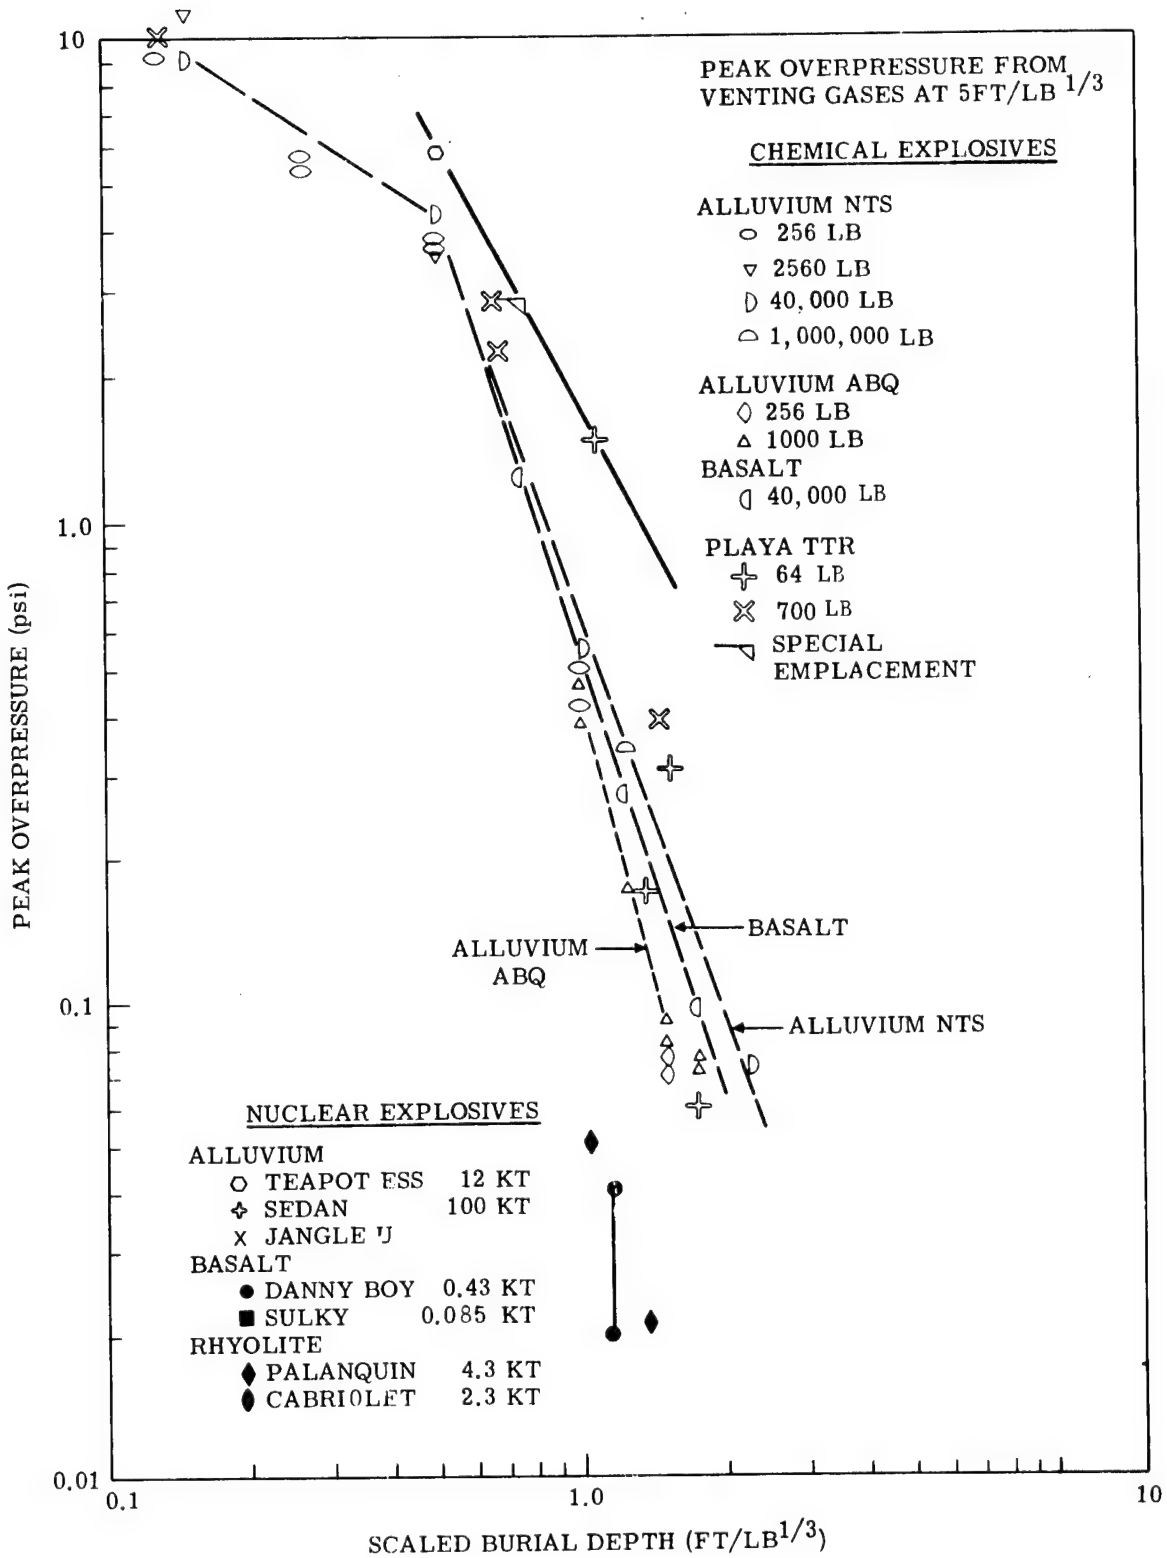 10
PEAK OVERPRESSURE FROM
VENTING GASES AT 5FT/LB 1/3
CHEMICAL EXPLOSIVES
ALLUVIUM NTS
256 LB
2560 LB
40,000 LB
1,000,000 LB
ALLUVIUM ABQ
256 LB
1000 LB
BASALT
40,000 LB
PLAYA TTR
64 LB
700 LB
SPECIAL
EMPLACEMENT
1.0
PEAK OVERPRESSURE (psi)
BASALT
ALLUVIUM
ABQ
0.1
ALLUVIUM NTS
NUCLEAR EXPLOSIVES
ALLUVIUM
TEAPOT ESS 12 KT
SEDAN 100 KT
JANGLE U
BASALT
DANNY BOY 0.43 KT
SULKY 0.085 KT
RHYOLITE
PALANQUIN 4.3 KT
CABRIOLET 2.3 KT
0.01
0.1 1.0 10
SCALED BURIAL DEPTH (FT/LB1/3)